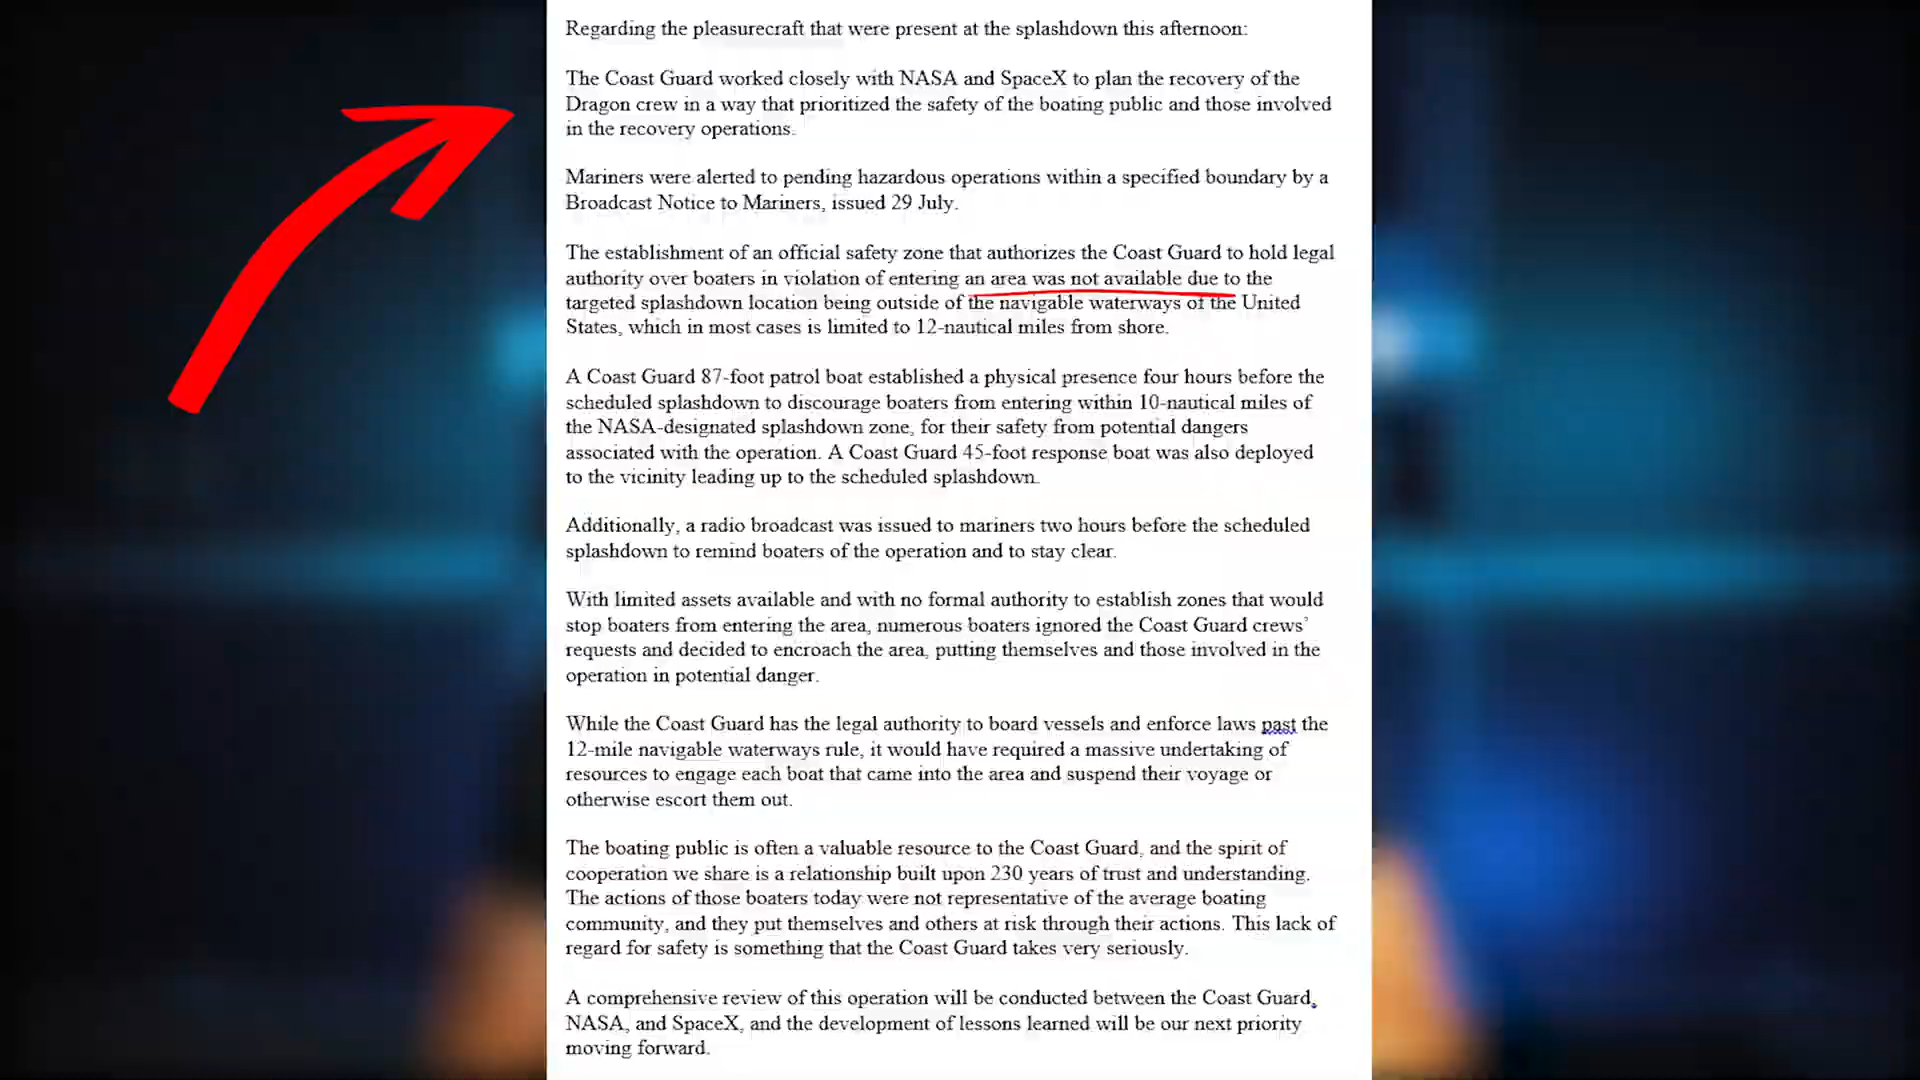 Regarding the pleasurecraft that were present at the splashdown this afternoon:
The Coast Guard worked closely with NASA and SpaceX to plan the recovery of the
Dragon crew in a way that prioritized the safety of the boating public and those involved
in the recovery operations.
Mariners were alerted to pending hazardous operations within a specified boundary by a
Broadcast Notice to Mariners, issued 29 July.
The establishment of an official safety zone that authorizes the Coast Guard to hold legal
authority over boaters in violation of entering an area was not available due to the
targeted splashdown location being outside of the navigable waterways of the United
States, which in most cases is limited to 12-nautical miles from shore.
A Coast Guard 87-foot patrol boat established a physical presence four hours before the
scheduled splashdown to discourage boaters from entering within 10-nautical miles of
the NASA-designated splashdown zone, for their safety from potential dangers
associated with the operation. A Coast Guard 45-foot response boat was also deployed
to the vicinity leading up to the scheduled splashdown.
Additionally, a radio broadcast was issued to mariners two hours before the scheduled
splashdown to remind boaters of the operation and to stay clear.
With limited assets available and with no formal authority to establish zones that would
stop boaters from entering the area, numerous boaters ignored the Coast Guard crews’
requests and decided to encroach the area, putting themselves and those involved in the
operation in potential danger.
While the Coast Guard has the legal authority to board vessels and enforce laws past the
12-mile navigable waterways rule, it would have required a massive undertaking of
resources to engage each boat that came into the area and suspend their voyage or
otherwise escort them out.
The boating public is often a valuable resource to the Coast Guard, and the spirit of
cooperation we share is a relationship built upon 230 years of trust and understanding.
The actions of those boaters today were not representative of the average boating
community, and they put themselves and others at risk through their actions. This lack of
regard for safety is something that the Coast Guard takes very seriously.
A comprehensive review of this operation will be conducted between the Coast Guard,
NASA, and SpaceX, and the development of lessons learned will be our next priority
moving forward.